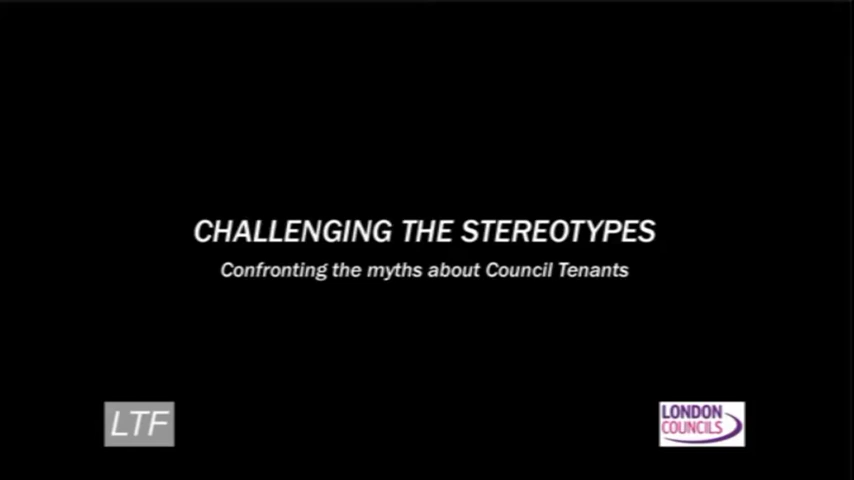 CHALLENGING THE STEREOTYPES
Confronting the myths about Council Tenants
LTF
LONDON
COUNCILS